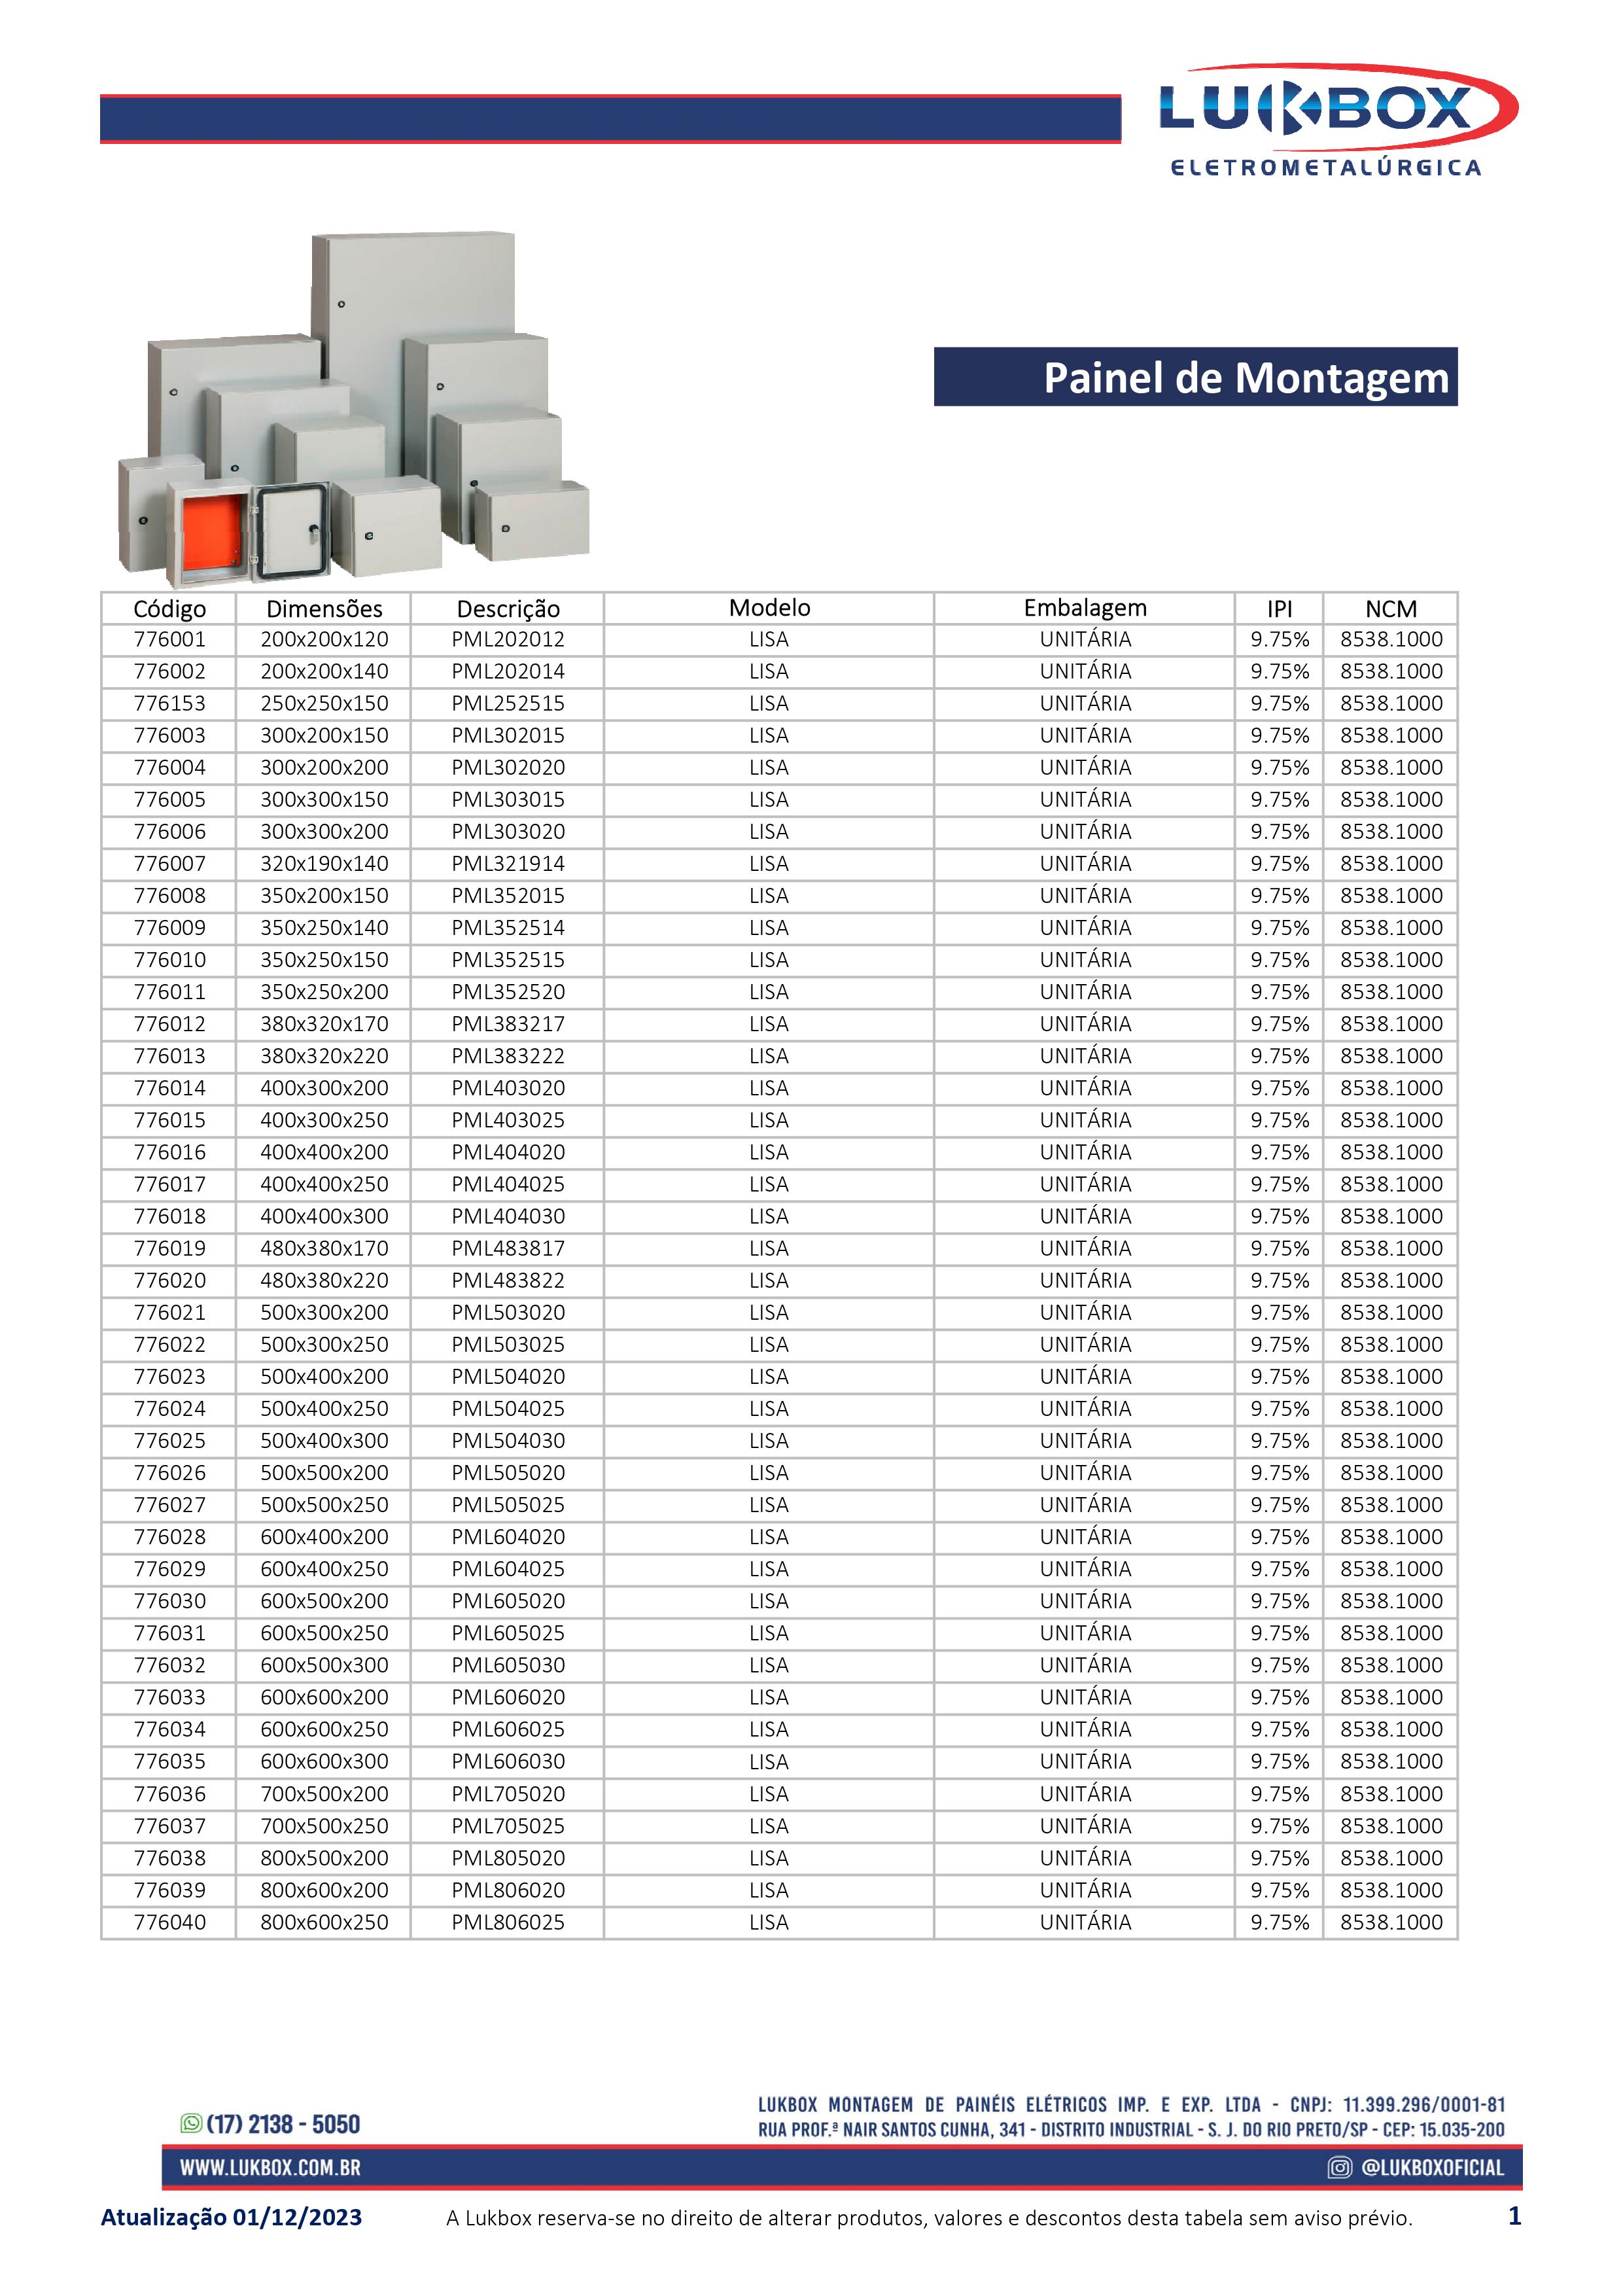 LUKBOX
ELETROMETALÚRGICA
Painel de Montagem
Código Dimensões Descrição Modelo Embalagem IPI NCM
776001 200x200x120 PML202012 LISA UNITÁRIA 9.75% 8538.1000
776002 200x200x140 PML202014 LISA UNITÁRIA 9.75% 8538.1000
776153 250x250x150 PML252515 LISA UNITÁRIA 9.75% 8538.1000
776003 300x200x150 PML302015 LISA UNITÁRIA 9.75% 8538.1000
776004 300x200x200 PML302020 LISA UNITÁRIA 9.75% 8538.1000
776005 300x300x150 PML303015 LISA UNITÁRIA 9.75% 8538.1000
776006 300x300x200 PML303020 LISA UNITÁRIA 9.75% 8538.1000
776007 320x190x140 PML321914 LISA UNITÁRIA 9.75% 8538.1000
776008 350x200x150 PML352015 LISA UNITÁRIA 9.75% 8538.1000
776009 350x250x140 PML352514 LISA UNITÁRIA 9.75% 8538.1000
776010 350x250x150 PML352515 LISA UNITÁRIA 9.75% 8538.1000
776011 350x250x200 PML352520 LISA UNITÁRIA 9.75% 8538.1000
776012 380x320x170 PML383217 LISA UNITÁRIA 9.75% 8538.1000
776013 380x320x220 PML383222 LISA UNITÁRIA 9.75% 8538.1000
776014 400x300x200 PML403020 LISA UNITÁRIA 9.75% 8538.1000
776015 400x300x250 PML403025 LISA UNITÁRIA 9.75% 8538.1000
776016 400x400x200 PML404020 LISA UNITÁRIA 9.75% 8538.1000
776017 400x400x250 PML404025 LISA UNITÁRIA 9.75% 8538.1000
776018 400x400x300 PML404030 LISA UNITÁRIA 9.75% 8538.1000
776019 480x380x170 PML483817 LISA UNITÁRIA 9.75% 8538.1000
776020 480x380x220 PML483822 LISA UNITÁRIA 9.75% 8538.1000
776021 500x300x200 PML503020 LISA UNITÁRIA 9.75% 8538.1000
776022 500x300x250 PML503025 LISA UNITÁRIA 9.75% 8538.1000
776023 500x400x200 PML504020 LISA UNITÁRIA 9.75% 8538.1000
776024 500x400x250 PML504025 LISA UNITÁRIA 9.75% 8538.1000
776025 500x400x300 PML504030 LISA UNITÁRIA 9.75% 8538.1000
776026 500x500x200 PML505020 LISA UNITÁRIA 9.75% 8538.1000
776027 500x500x250 PML505025 LISA UNITÁRIA 9.75% 8538.1000
776028 600x400x200 PML604020 LISA UNITÁRIA 9.75% 8538.1000
776029 600x400x250 PML604025 LISA UNITÁRIA 9.75% 8538.1000
776030 600x500x200 PML605020 LISA UNITÁRIA 9.75% 8538.1000
776031 600x500x250 PML605025 LISA UNITÁRIA 9.75% 8538.1000
776032 600x500x300 PML605030 LISA UNITÁRIA 9.75% 8538.1000
776033 600x600x200 PML606020 LISA UNITÁRIA 9.75% 8538.1000
776034 600x600x250 PML606025 LISA UNITÁRIA 9.75% 8538.1000
776035 600x600x300 PML606030 LISA UNITÁRIA 9.75% 8538.1000
776036 700x500x200 PML705020 LISA UNITÁRIA 9.75% 8538.1000
776037 700x500x250 PML705025 LISA UNITÁRIA 9.75% 8538.1000
776038 800x500x200 PML805020 LISA UNITÁRIA 9.75% 8538.1000
776039 800x600x200 PML806020 LISA UNITÁRIA 9.75% 8538.1000
776040 800x600x250 PML806025 LISA UNITÁRIA 9.75% 8538.1000
LUKBOX MONTAGEM DE PAINÉIS ELÉTRICOS IMP. E EXP. LTDA - CNPJ: 11.399.296/0001-81
(17) 2138 - 5050 RUA PROF.ª NAIR SANTOS CUNHA, 341 - DISTRITO INDUSTRIAL - S. J. DO RIO PRETO/SP - CEP: 15.035-200
WWW.LUKBOX.COM.BR @LUKBOXOFICIAL
Atualização 01/12/2023 A Lukbox reserva-se no direito de alterar produtos, valores e descontos desta tabela sem aviso prévio. 1